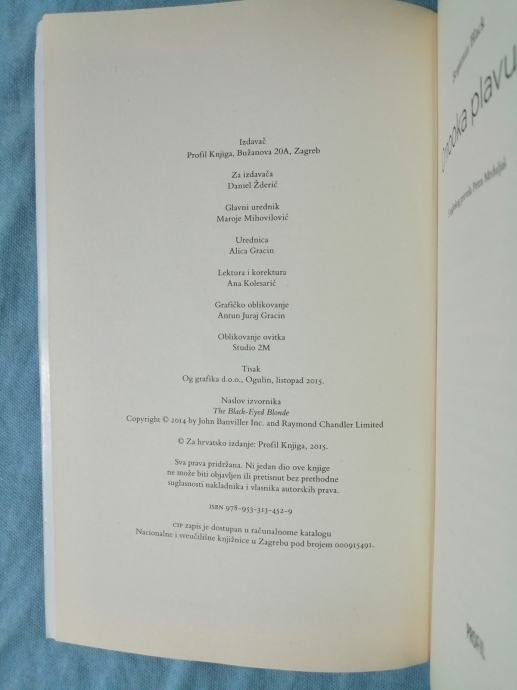 Izdavač
Profil Knjiga, Bužanova 20A, Zagreb
Za izdavača
Daniel Žderić
Glavni urednik
Maroje Mihovilović
Urednica
Alica Gracin
Lektura i korektura
Ana Kolesarić
Grafičko oblikovanje
Antun Juraj Gracin
Oblikovanje ovitka
Studio 2M
Tisak
Og grafika d.o.o., Ogulin, listopad 2015.
Naslov izvornika
The Black-Eyed Blonde
Copyright © 2014 by John Banviller Inc. and Raymond Chandler Limited
© Za hrvatsko izdanje: Profil Knjiga, 2015.
Sva prava pridržana. Ni jedan dio ove knjige
ne može biti objavljen ili pretisnut bez prethodne
suglasnosti nakladnika i vlasnika autorskih prava.
ISBN 978-953-313-452-9
CIP zapis je dostupan u računalnome katalogu
Nacionalne i sveučilišne knjižnice u Zagrebu pod brojem 000915491.
Black
plavu
PROFIL